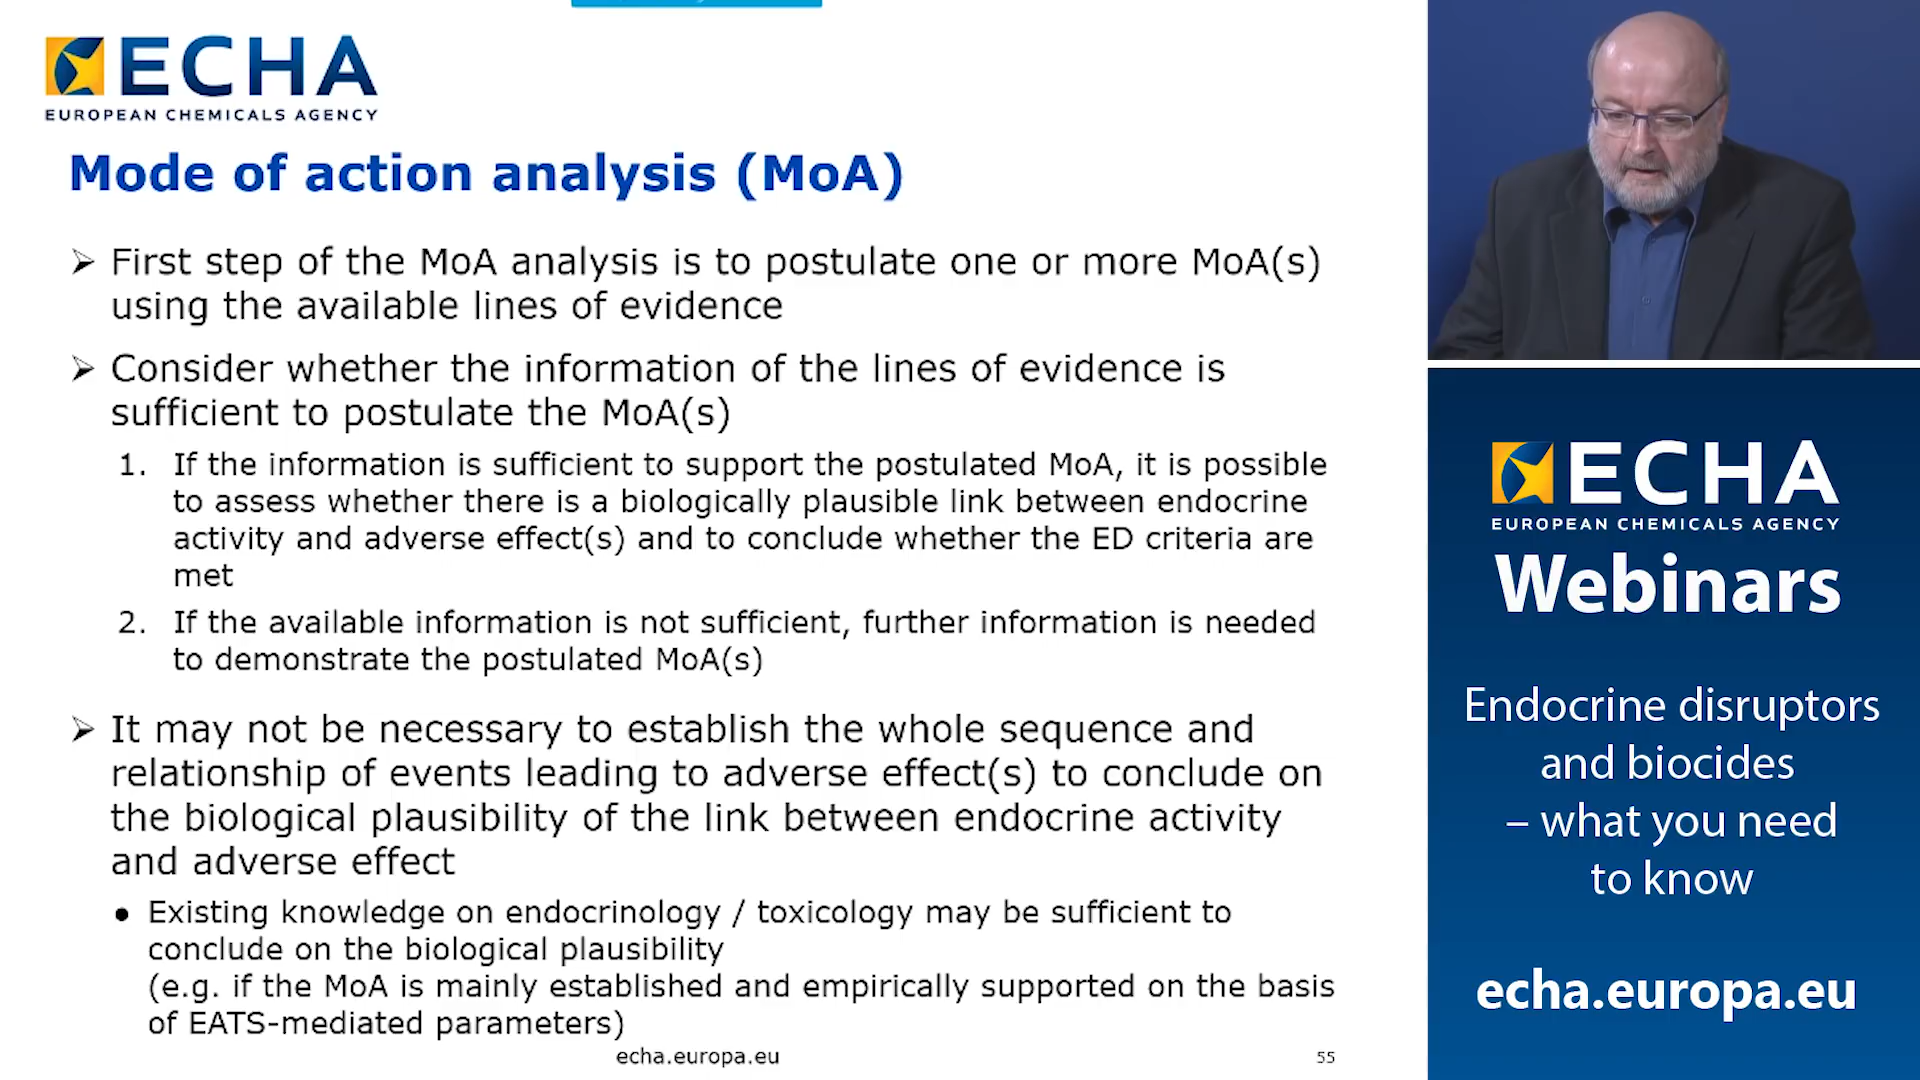 ECHA
EUROPEAN CHEMICALS AGENCY
Mode of action analysis (MoA)
➢ First step of the MoA analysis is to postulate one or more MoA(s)
using the available lines of evidence
➢ Consider whether the information of the lines of evidence is
sufficient to postulate the MoA(s)
1. If the information is sufficient to support the postulated MoA, it is possible
to assess whether there is a biologically plausible link between endocrine
activity and adverse effect(s) and to conclude whether the ED criteria are
met
2. If the available information is not sufficient, further information is needed
to demonstrate the postulated MoA(s)
➢ It may not be necessary to establish the whole sequence and
relationship of events leading to adverse effect(s) to conclude on
the biological plausibility of the link between endocrine activity
and adverse effect
● Existing knowledge on endocrinology / toxicology may be sufficient to
conclude on the biological plausibility
(e.g. if the MoA is mainly established and empirically supported on the basis
of EATS-mediated parameters)
echa.europa.eu
55
ECHA
EUROPEAN CHEMICALS AGENCY
Webinars
Endocrine disruptors
and biocides
– what you need
to know
echa.europa.eu